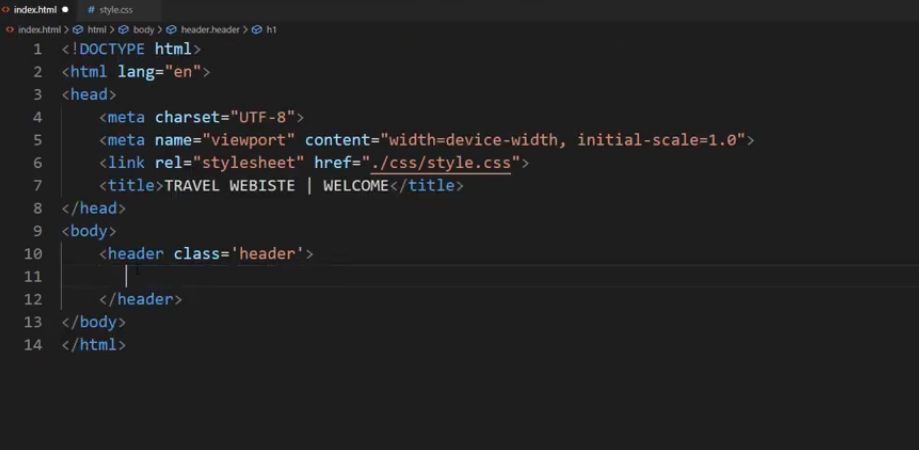 index.html ● # style.css
index.html > html > body > header.header > h1
1 <!DOCTYPE html>
2 <html lang="en">
3 <head>
4 <meta charset="UTF-8">
5 <meta name="viewport" content="width=device-width, initial-scale=1.0">
6 <link rel="stylesheet" href="./css/style.css">
7 <title>TRAVEL WEBISTE | WELCOME</title>
8 </head>
9 <body>
10 <header class='header'>
11
12 </header>
13 </body>
14 </html>